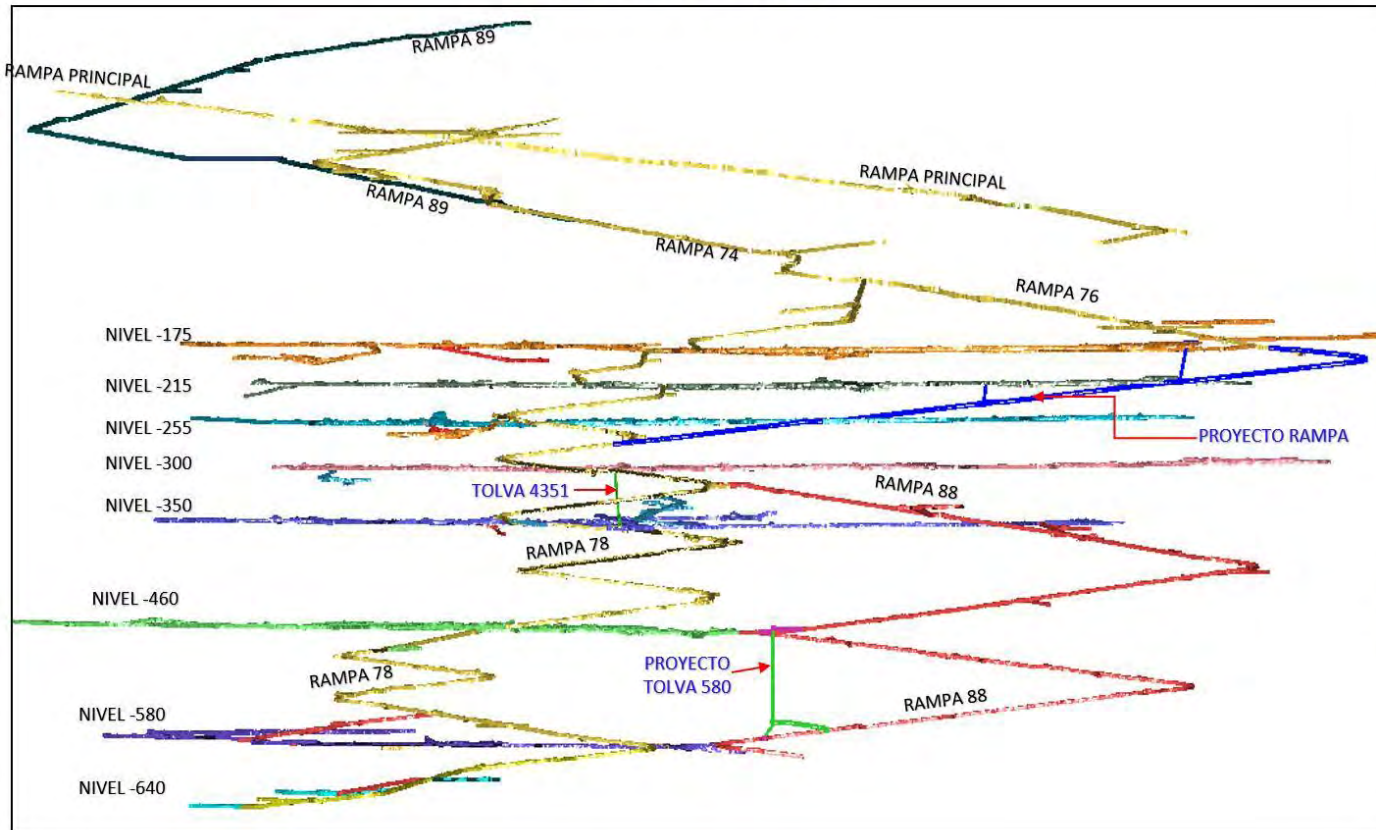 RAMPA 89
RAMPA PRINCIPAL
RAMPA PRINCIPAL
RAMPA 89
RAMPA 74
RAMPA 76
NIVEL -175
NIVEL -215
NIVEL -255
PROYECTO RAMPA
NIVEL -300
TOLVA 4351
RAMPA 88
NIVEL -350
RAMPA 78
NIVEL -460
PROYECTO
TOLVA 580
RAMPA 78
RAMPA 88
NIVEL -580
NIVEL -640